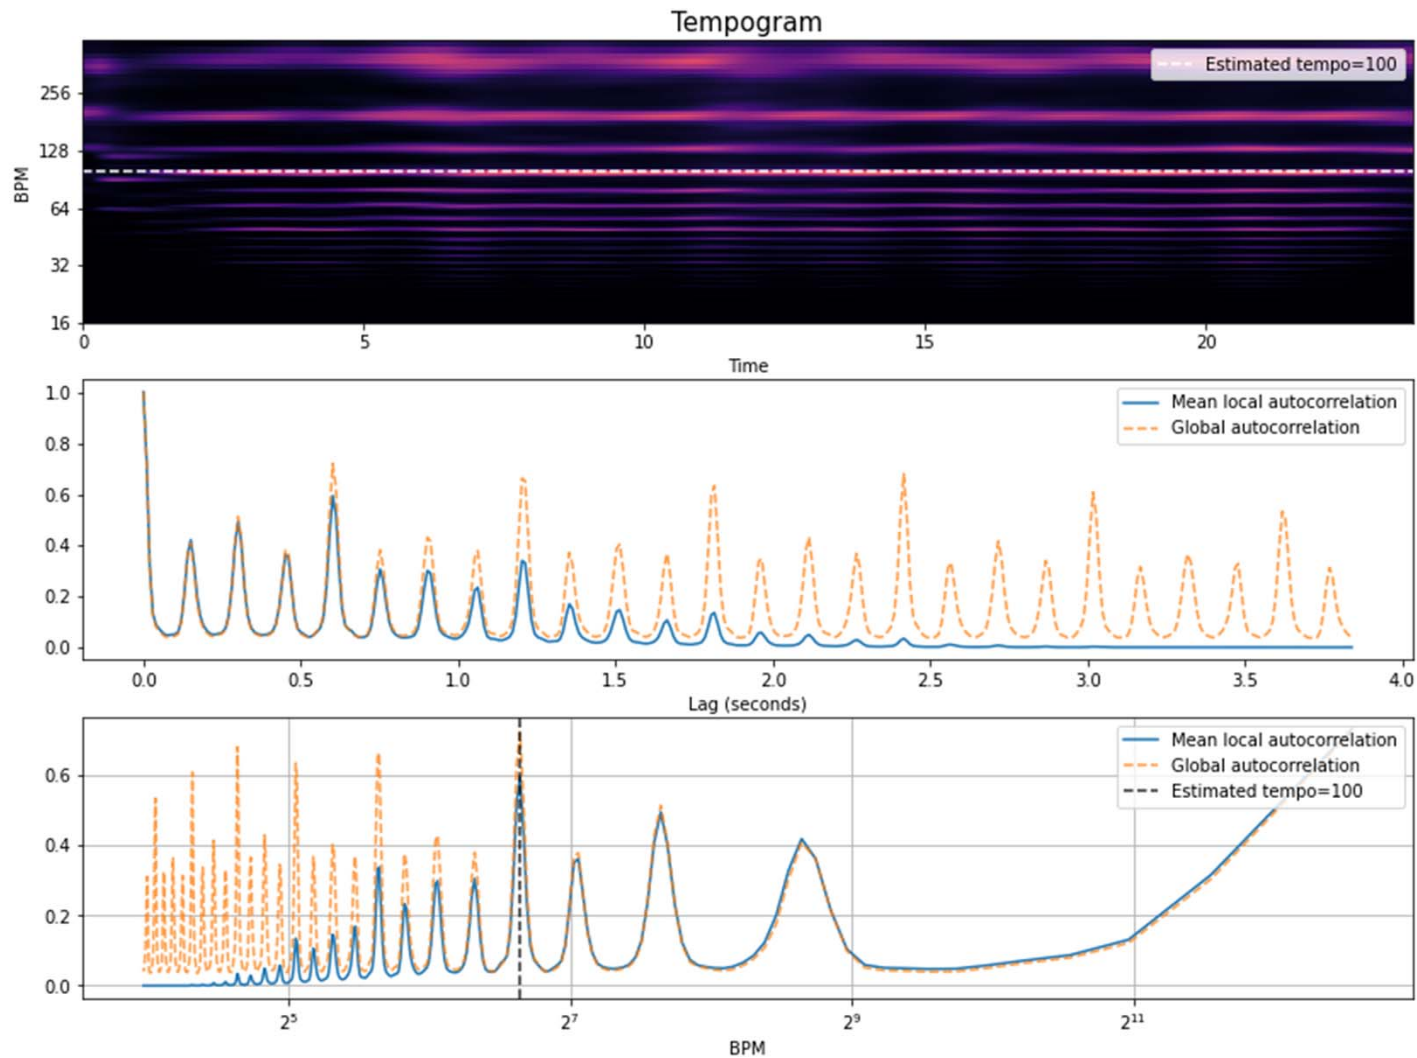 Tempogram
Estimated tempo=100
256
128
64
32
16
BPM
0 5 10 15 20
Time
1.0
0.8
0.6
0.4
0.2
0.0
Mean local autocorrelation
Global autocorrelation
0.0 0.5 1.0 1.5 2.0 2.5 3.0 3.5 4.0
Lag (seconds)
0.6
0.4
0.2
0.0
Mean local autocorrelation
Global autocorrelation
Estimated tempo=100
2⁵ 2⁷ 2⁹ 2¹¹
BPM